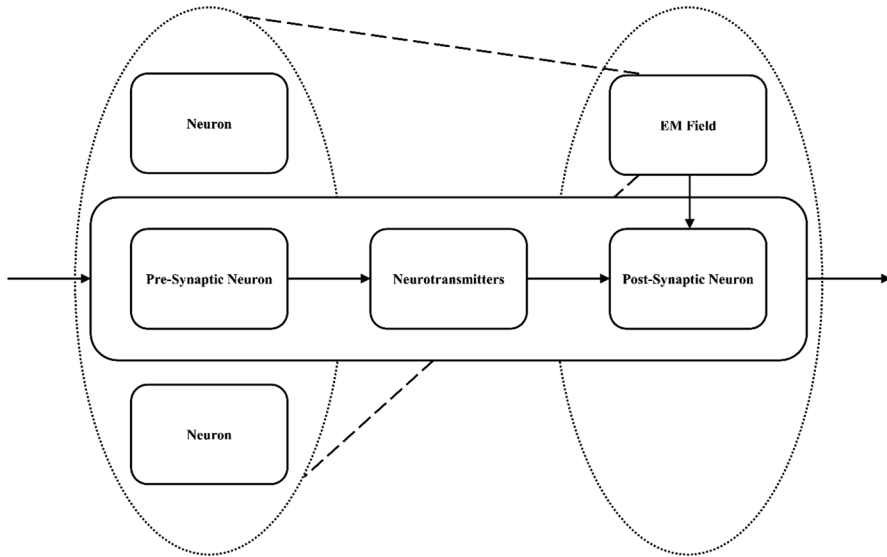 Neuron
EM Field
Pre-Synaptic Neuron
Neurotransmitters
Post-Synaptic Neuron
Neuron